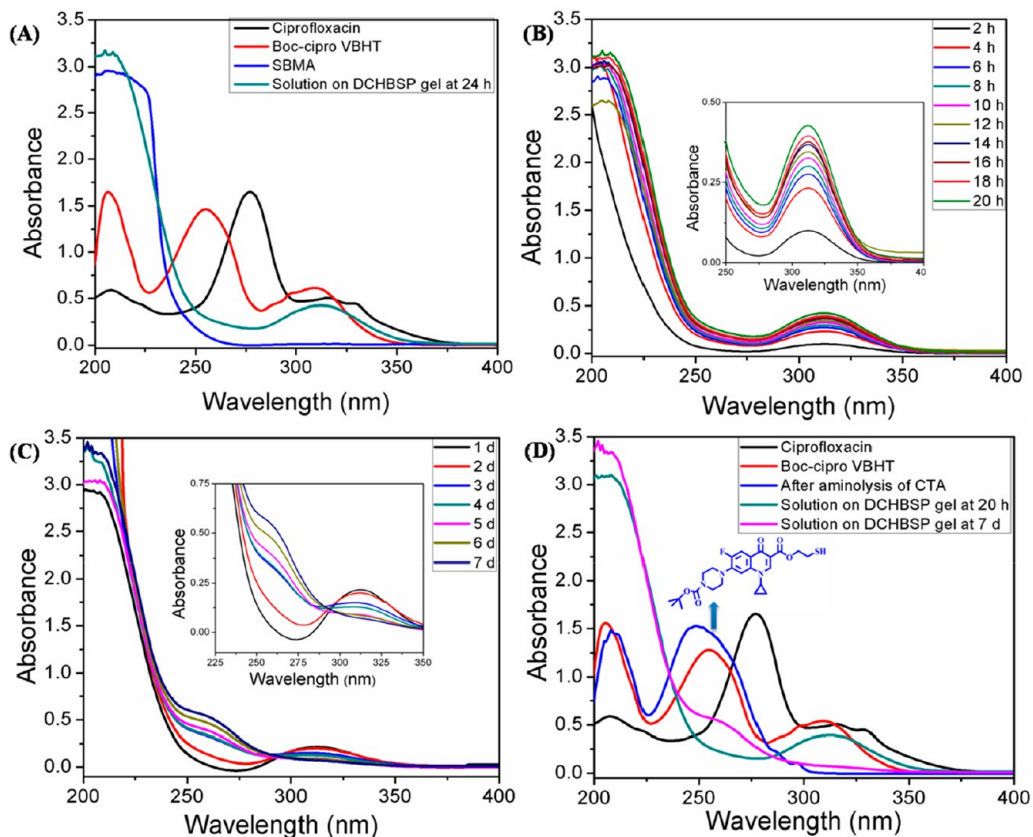 (A)
Ciprofloxacin
Boc-cipro VBHT
SBMA
Solution on DCHBSP gel at 24 h
3.5
3.0
2.5
2.0
1.5
1.0
0.5
0.0
Absorbance
200 250 300 350 400
Wavelength (nm)
(B)
2 h
4 h
6 h
8 h
10 h
12 h
14 h
16 h
18 h
20 h
3.5
3.0
2.5
2.0
1.5
1.0
0.5
0.0
Absorbance
0.50
0.25
0.00
Absorbance
250 300 350 40
Wavelength (nm)
200 250 300 350 400
Wavelength (nm)
(C)
1 d
2 d
3 d
4 d
5 d
6 d
7 d
3.5
3.0
2.5
2.0
1.5
1.0
0.5
0.0
Absorbance
0.75
0.50
0.25
0.00
Absorbance
225 250 275 300 325 350
Wavelength (nm)
200 250 300 350 400
Wavelength (nm)
(D)
Ciprofloxacin
Boc-cipro VBHT
After aminolysis of CTA
Solution on DCHBSP gel at 20 h
Solution on DCHBSP gel at 7 d
3.5
3.0
2.5
2.0
1.5
1.0
0.5
0.0
Absorbance
O O
F O SH
N N
N
O O
200 250 300 350 400
Wavelength (nm)